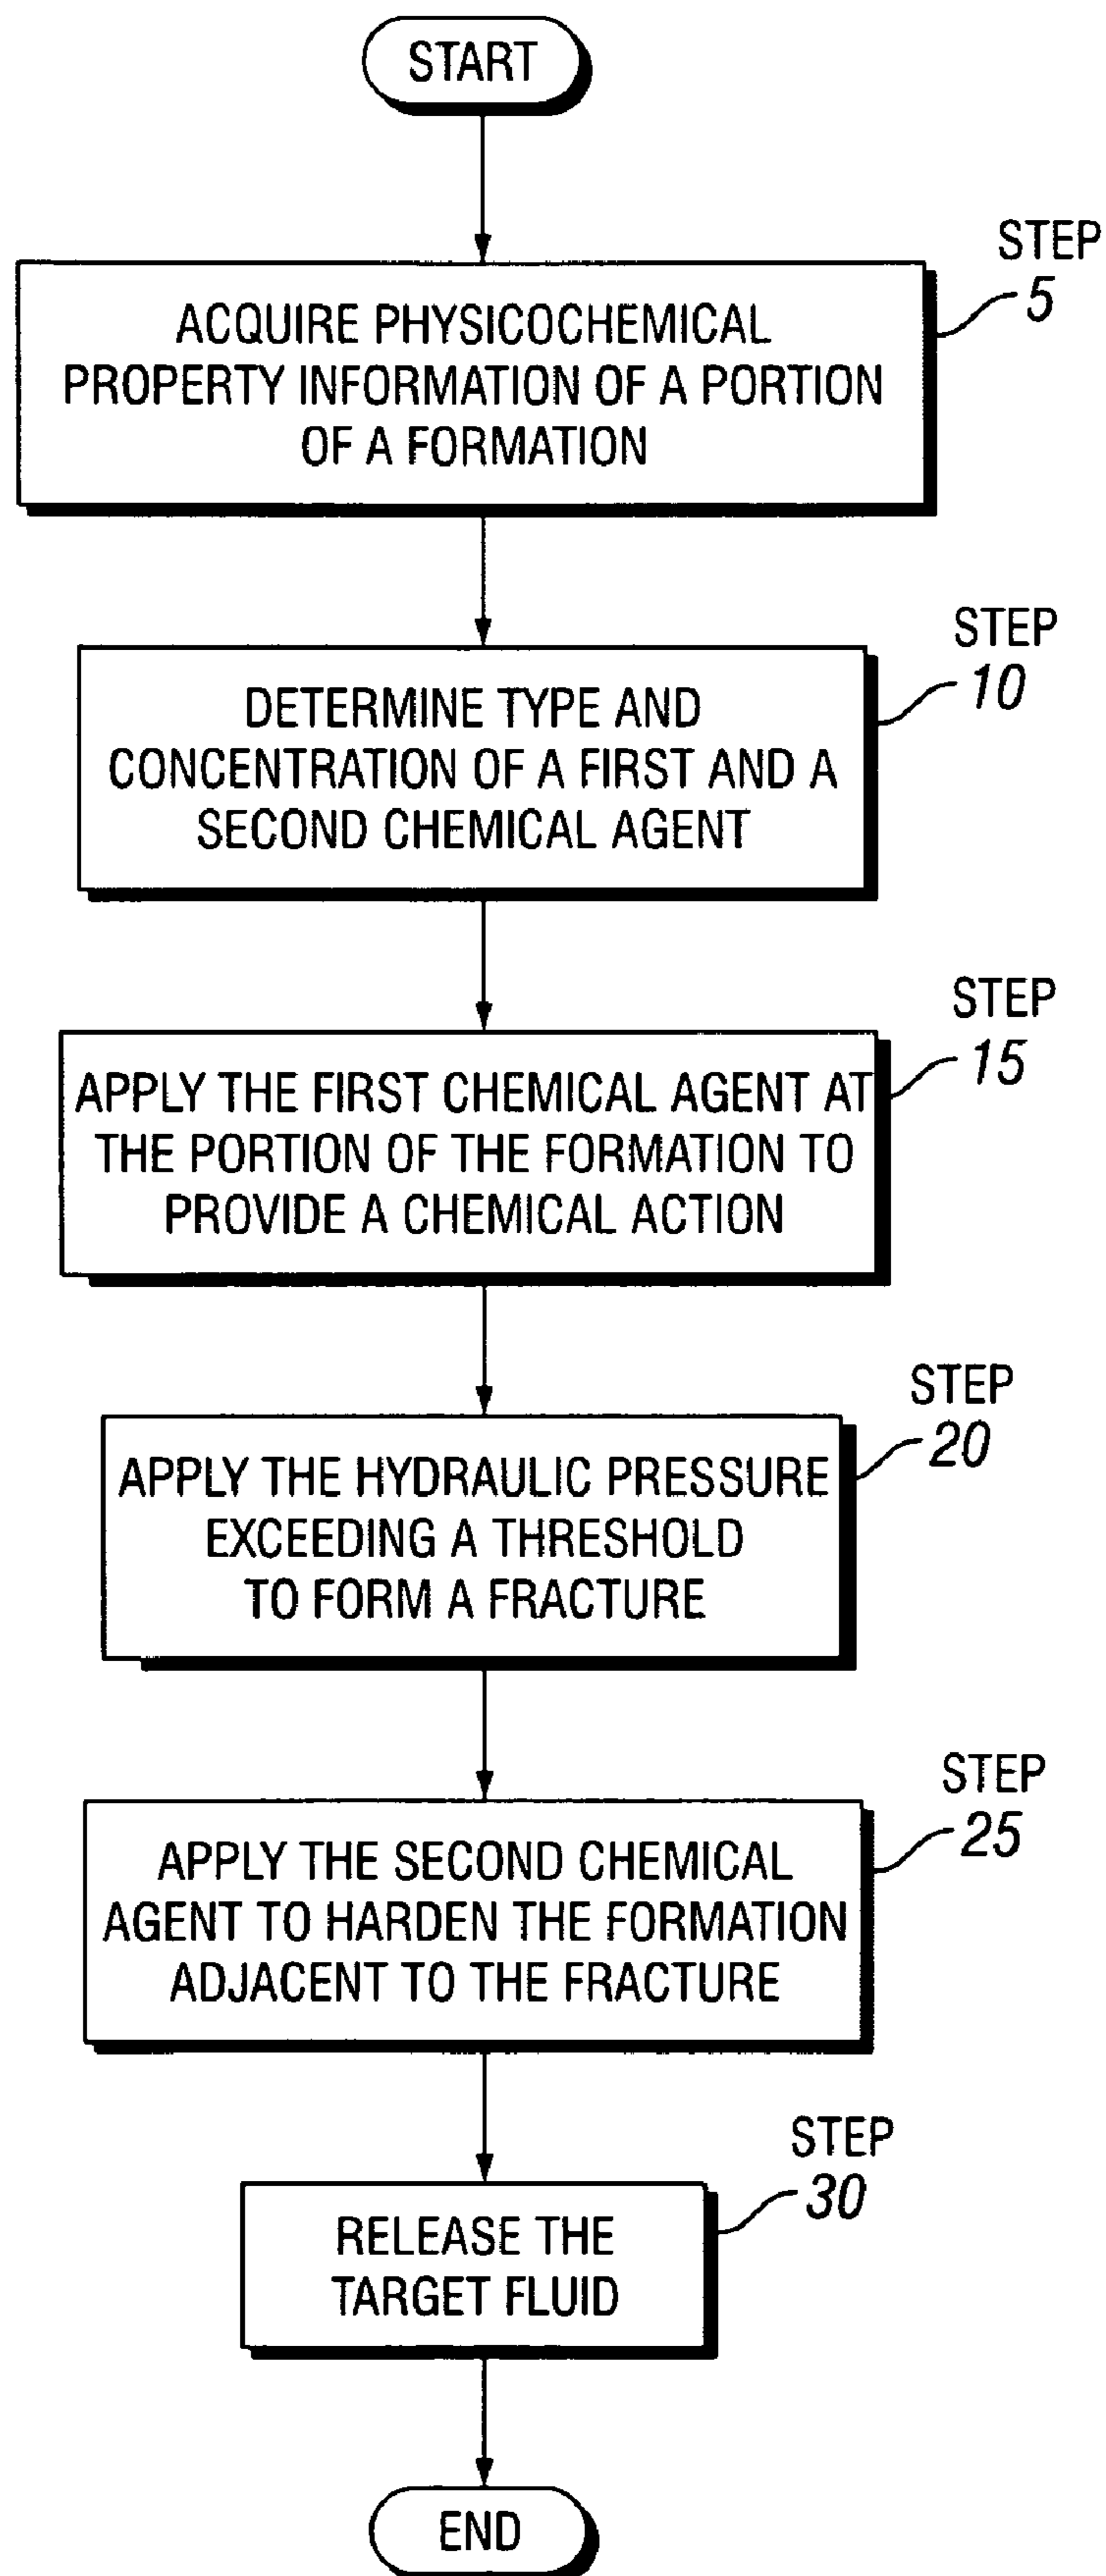 START
STEP
5
ACQUIRE PHYSICOCHEMICAL
PROPERTY INFORMATION OF A PORTION
OF A FORMATION
STEP
10
DETERMINE TYPE AND
CONCENTRATION OF A FIRST AND A
SECOND CHEMICAL AGENT
STEP
15
APPLY THE FIRST CHEMICAL AGENT AT
THE PORTION OF THE FORMATION TO
PROVIDE A CHEMICAL ACTION
STEP
20
APPLY THE HYDRAULIC PRESSURE
EXCEEDING A THRESHOLD
TO FORM A FRACTURE
STEP
25
APPLY THE SECOND CHEMICAL
AGENT TO HARDEN THE FORMATION
ADJACENT TO THE FRACTURE
STEP
30
RELEASE THE
TARGET FLUID
END